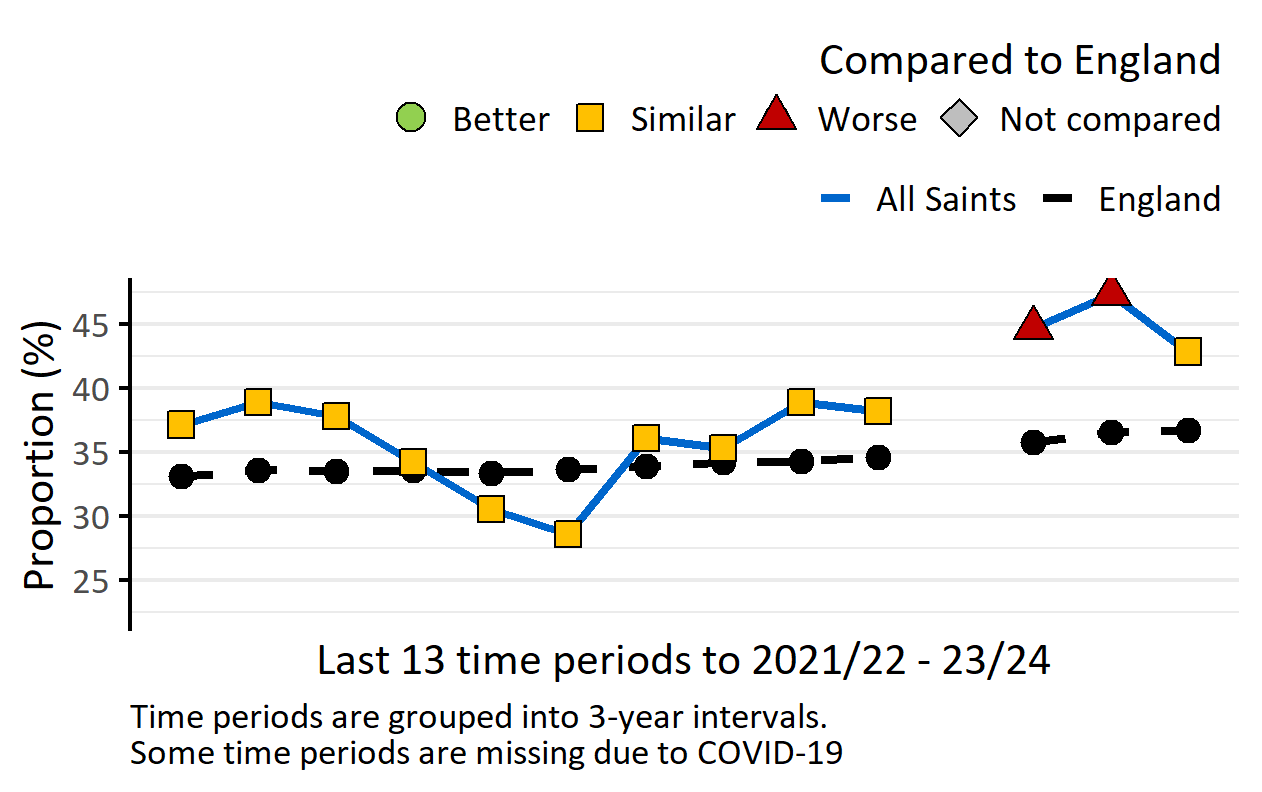 Compared to England
Better Similar Worse Not compared
All Saints England
Proportion (%)
45
40
35
30
25
Last 13 time periods to 2021/22 - 23/24
Time periods are grouped into 3-year intervals.
Some time periods are missing due to COVID-19